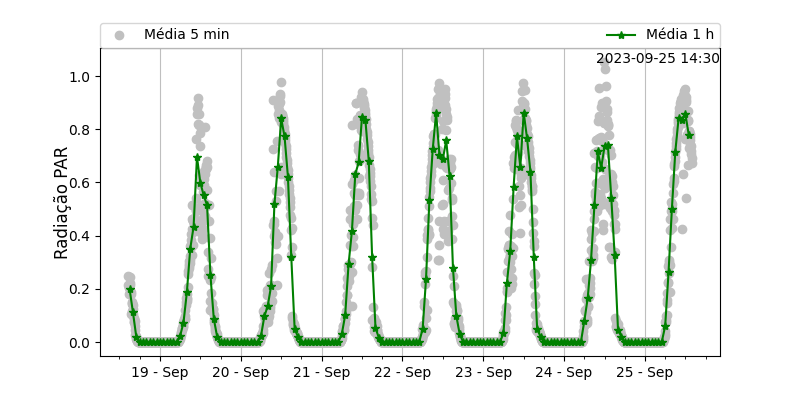 Média 5 min
Média 1 h
2023-09-25 14:30
Radiação PAR
1.0
0.8
0.6
0.4
0.2
0.0
19 - Sep
20 - Sep
21 - Sep
22 - Sep
23 - Sep
24 - Sep
25 - Sep